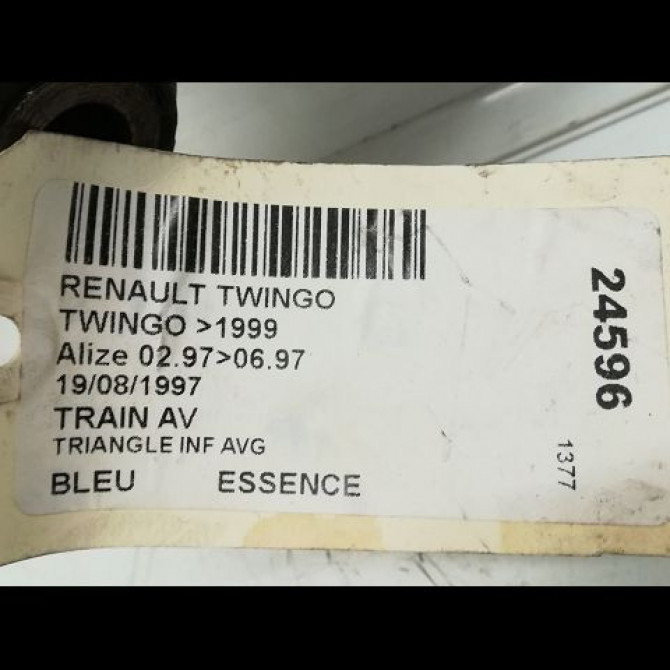 RENAULT TWINGO
TWINGO >1999
Alize 02.97>06.97
19/08/1997
TRAIN AV
TRIANGLE INF AVG
BLEU ESSENCE
24596
1377